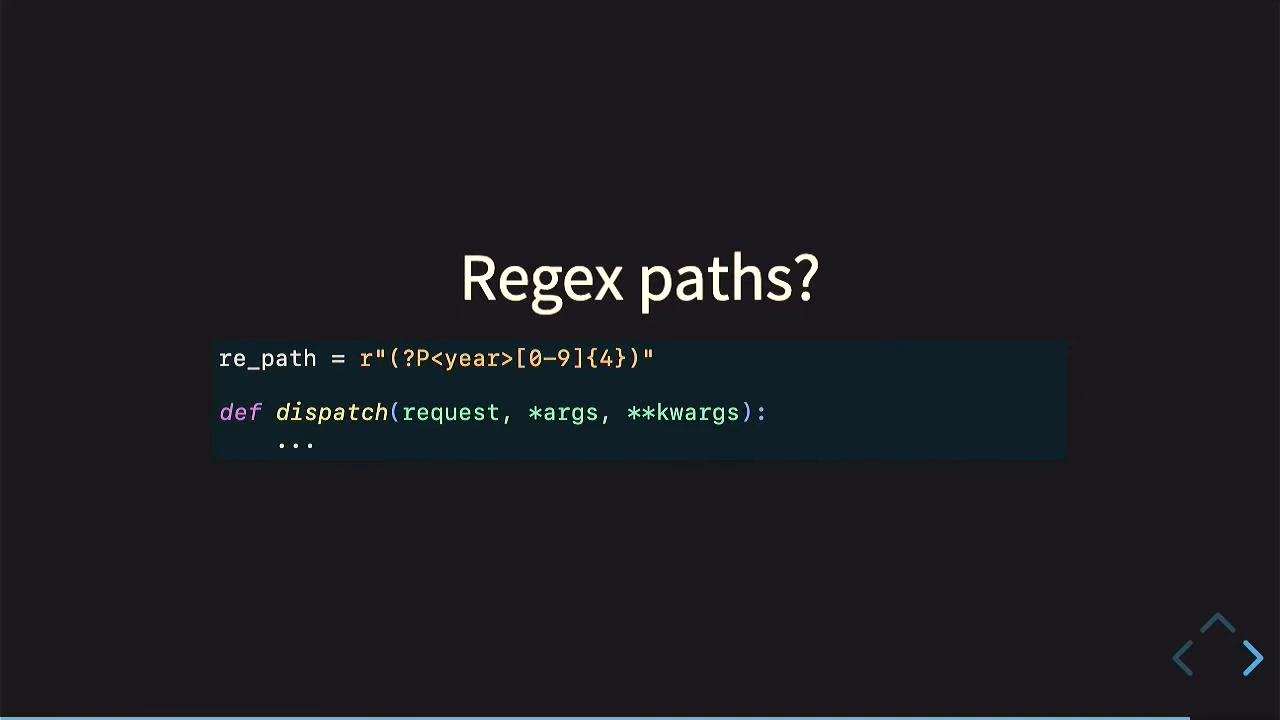 Regex paths?
re_path = r"(?P<year>[0-9]{4})"
def dispatch(request, *args, **kwargs):
...